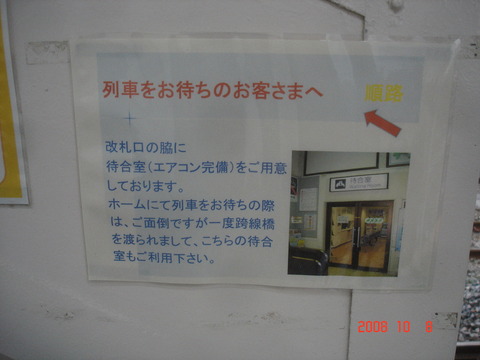 列車をお待ちのお客さまへ
順路
改札口の脇に
待合室(エアコン完備)をご用意
しております。
ホームにて列車をお待ちの際
は、ご面倒ですが一度跨線橋
を渡られまして、こちらの待合
室もご利用下さい。
待合室
2008 10 8